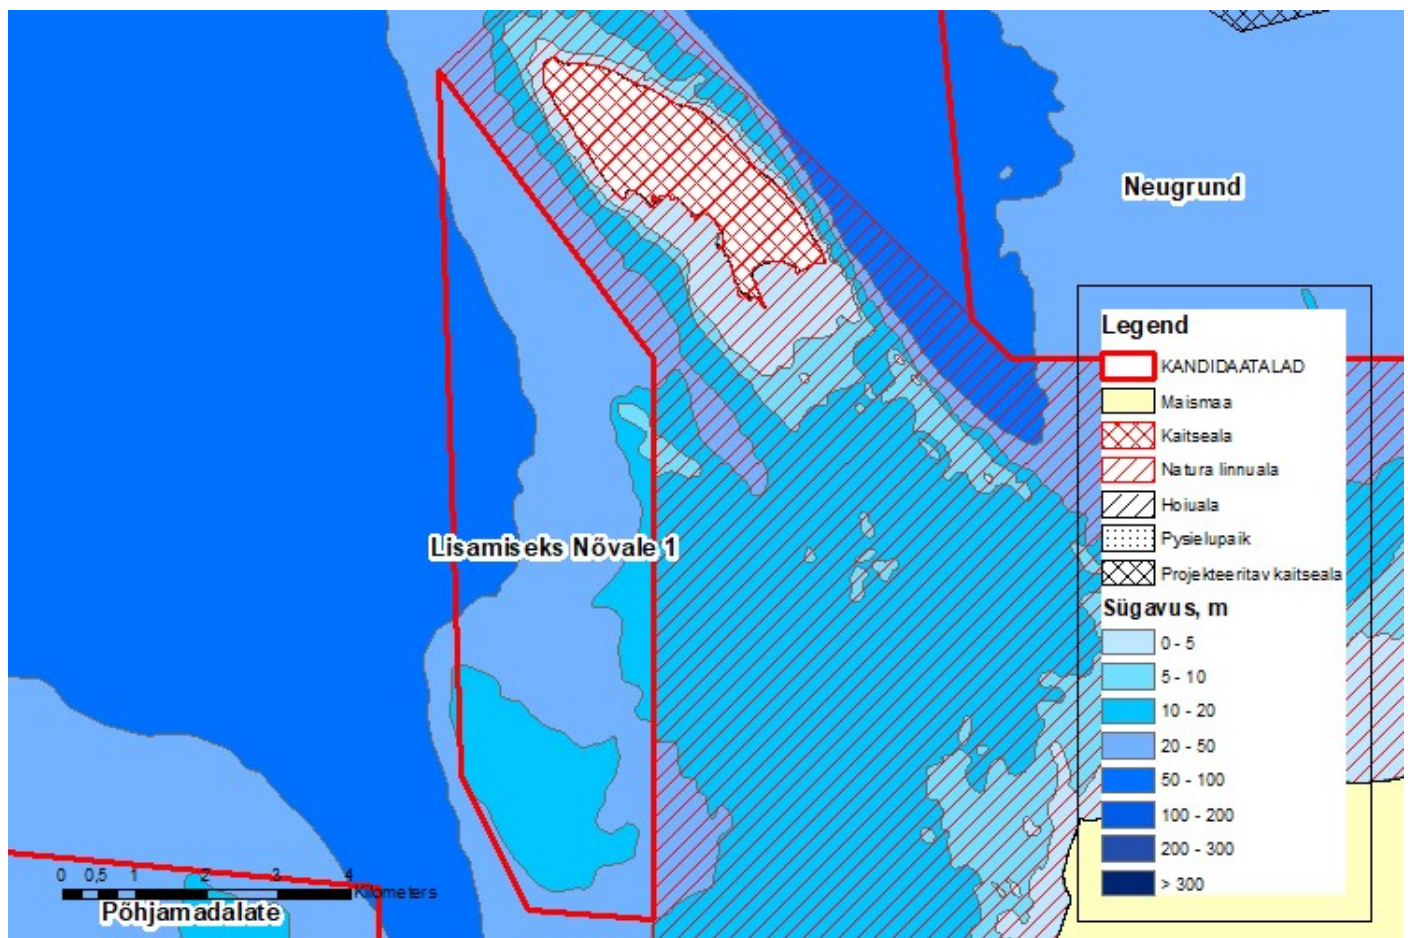 Neugrund
Lisamiseks Nõvale 1
Põhjamadalate
0 0,5 1 2 3 4
Kilometers
Legend
KANDIDAATALAD
Maismaa
Kaitseala
Natura linnuala
Hoiuala
Pysielupaik
Projekteeritav kaitseala
Sügavus, m
0 - 5
5 - 10
10 - 20
20 - 50
50 - 100
100 - 200
200 - 300
> 300